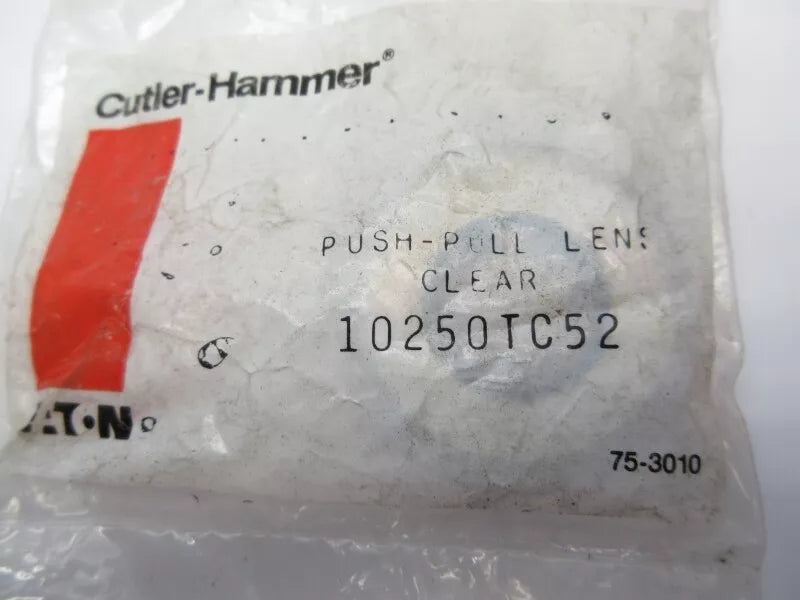 Cutler-Hammer®
PUSH-PULL LENS
CLEAR
10250TC52
EATON
75-3010